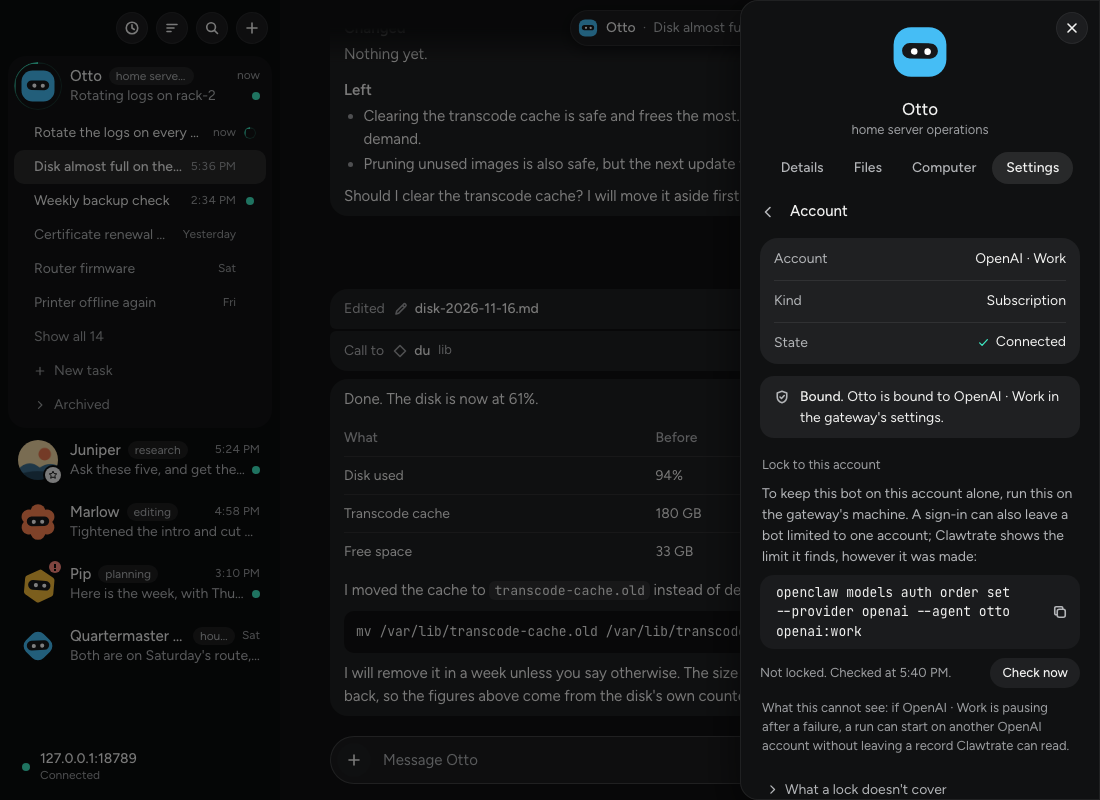 Otto
home serve...
now
Rotating logs on rack-2
Rotate the logs on every ...
now
Disk almost full on the...
5:36 PM
Weekly backup check
2:34 PM
Certificate renewal ...
Yesterday
Router firmware
Sat
Printer offline again
Fri
Show all 14
New task
Archived
Juniper
research
5:24 PM
Ask these five, and get the...
Marlow
editing
4:58 PM
Tightened the intro and cut ...
Pip
planning
3:10 PM
Here is the week, with Thu...
Quartermaster ...
hou...
Sat
Both are on Saturday's route,...
127.0.0.1:18789
Connected
Otto · Disk almost fu
Changed
Nothing yet.
Left
Clearing the transcode cache is safe and frees the most.
demand.
Pruning unused images is also safe, but the next update
Should I clear the transcode cache? I will move it aside first
Edited
disk-2026-11-16.md
Call to
du lib
Done. The disk is now at 61%.
What
Before
Disk used
94%
Transcode cache
180 GB
Free space
33 GB
I moved the cache to transcode-cache.old instead of de
mv /var/lib/transcode-cache.old /var/lib/transcod
I will remove it in a week unless you say otherwise. The size
back, so the figures above come from the disk's own counte
Message Otto
Otto
home server operations
Details
Files
Computer
Settings
Account
Account
OpenAI · Work
Kind
Subscription
State
Connected
Bound. Otto is bound to OpenAI · Work in
the gateway's settings.
Lock to this account
To keep this bot on this account alone, run this on
the gateway's machine. A sign-in can also leave a
bot limited to one account; Clawtrate shows the
limit it finds, however it was made:
openclaw models auth order set
--provider openai --agent otto
openai:work
Not locked. Checked at 5:40 PM.
Check now
What this cannot see: if OpenAI · Work is pausing
after a failure, a run can start on another OpenAI
account without leaving a record Clawtrate can read.
What a lock doesn't cover